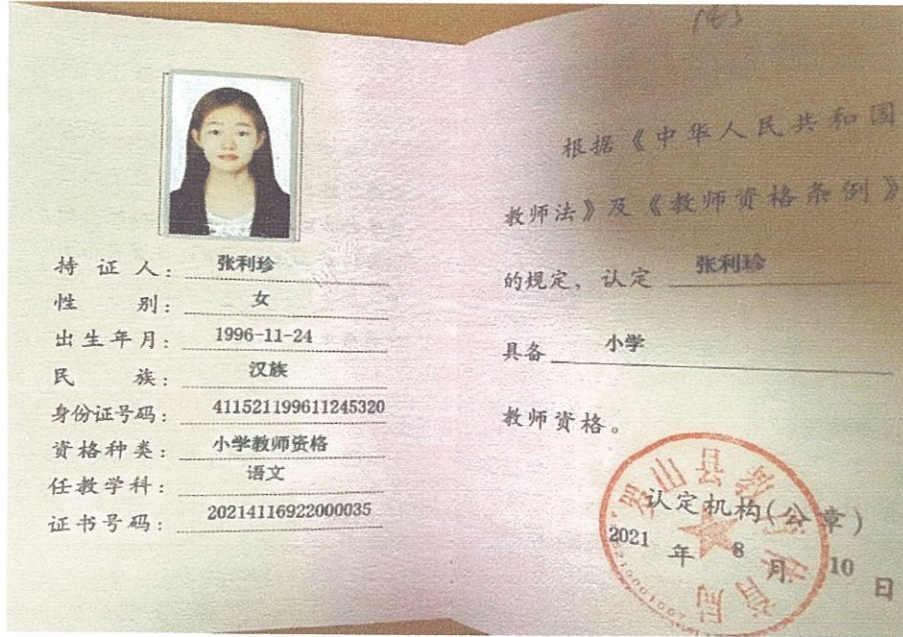 持证人：张利珍
性别：女
出生年月：1996-11-24
民族：汉族
身份证号码：411521199611245320
资格种类：小学教师资格
任教学科：语文
证书号码：20214116922000035
根据《中华人民共和国
教师法》及《教师资格条例》
的规定，认定 张利珍
具备 小学
教师资格。
认定机构(公章)
2021 年 8 月 10 日